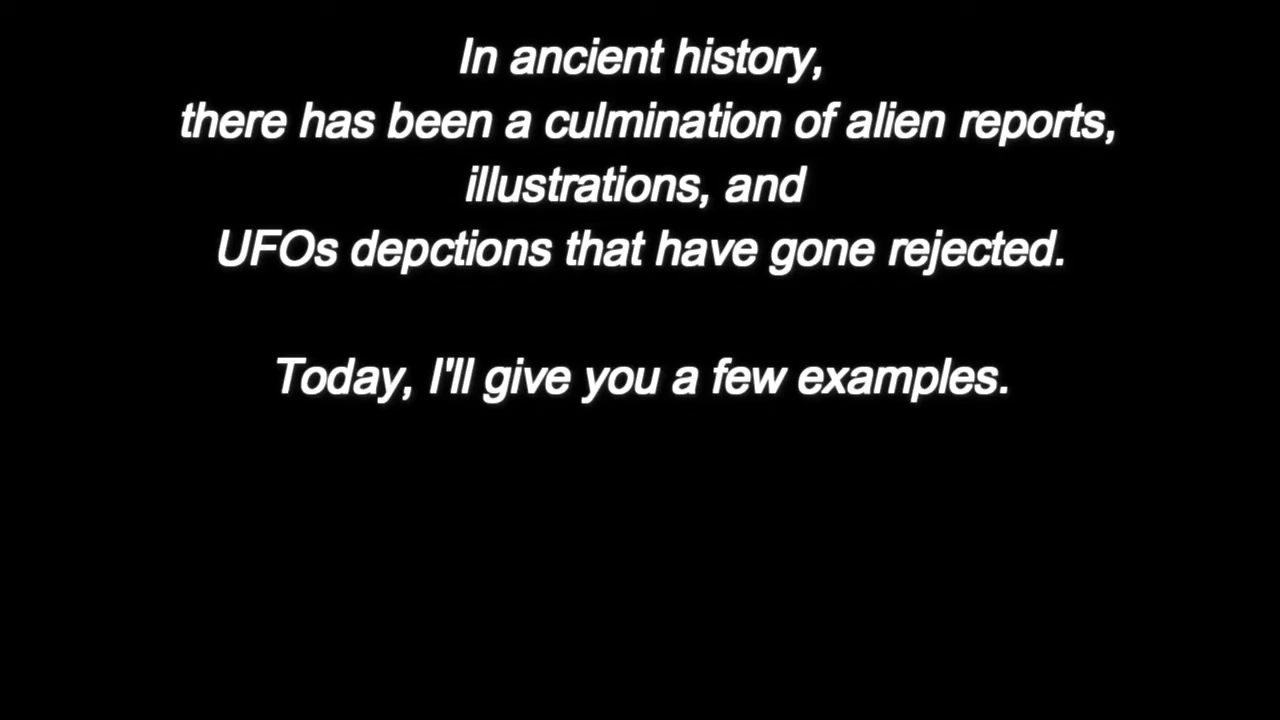 In ancient history,
there has been a culmination of alien reports,
illustrations, and
UFOs depctions that have gone rejected.
Today, I'll give you a few examples.